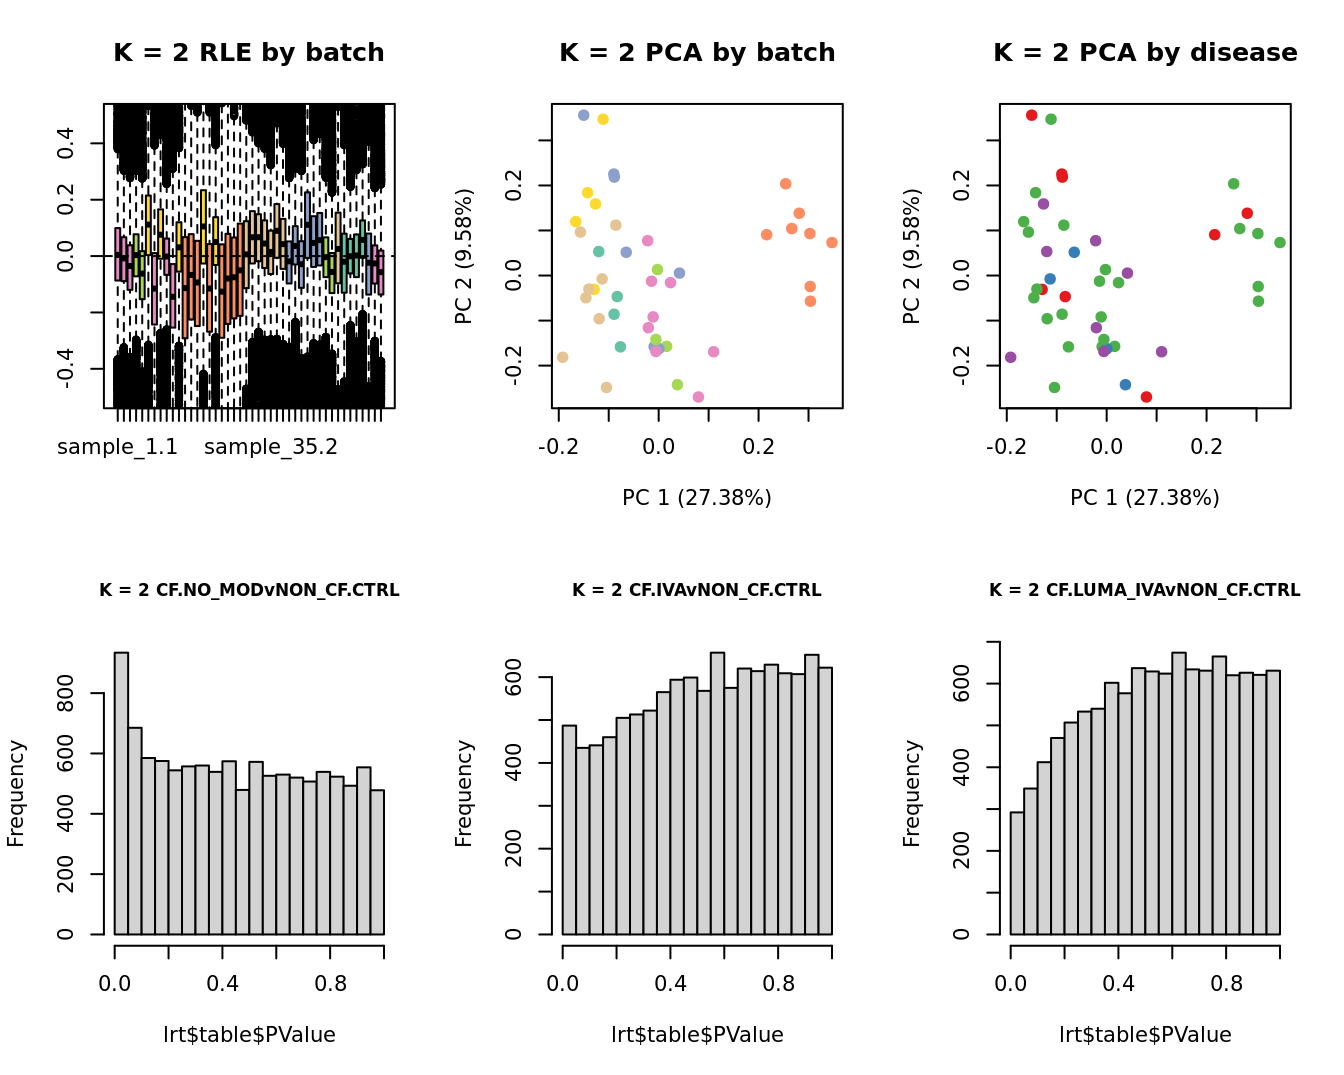 K = 2 RLE by batch
0.4
0.2
0.0
-0.4
sample_1.1 sample_35.2
K = 2 PCA by batch
PC 2 (9.58%)
0.2
0.0
-0.2
-0.2 0.0 0.2
PC 1 (27.38%)
K = 2 PCA by disease
PC 2 (9.58%)
0.2
0.0
-0.2
-0.2 0.0 0.2
PC 1 (27.38%)
K = 2 CF.NO_MODvNON_CF.CTRL
Frequency
800
600
400
200
0
0.0 0.4 0.8
lrt$table$PValue
K = 2 CF.IVAvNON_CF.CTRL
Frequency
600
400
200
0
0.0 0.4 0.8
lrt$table$PValue
K = 2 CF.LUMA_IVAvNON_CF.CTRL
Frequency
600
400
200
0
0.0 0.4 0.8
lrt$table$PValue